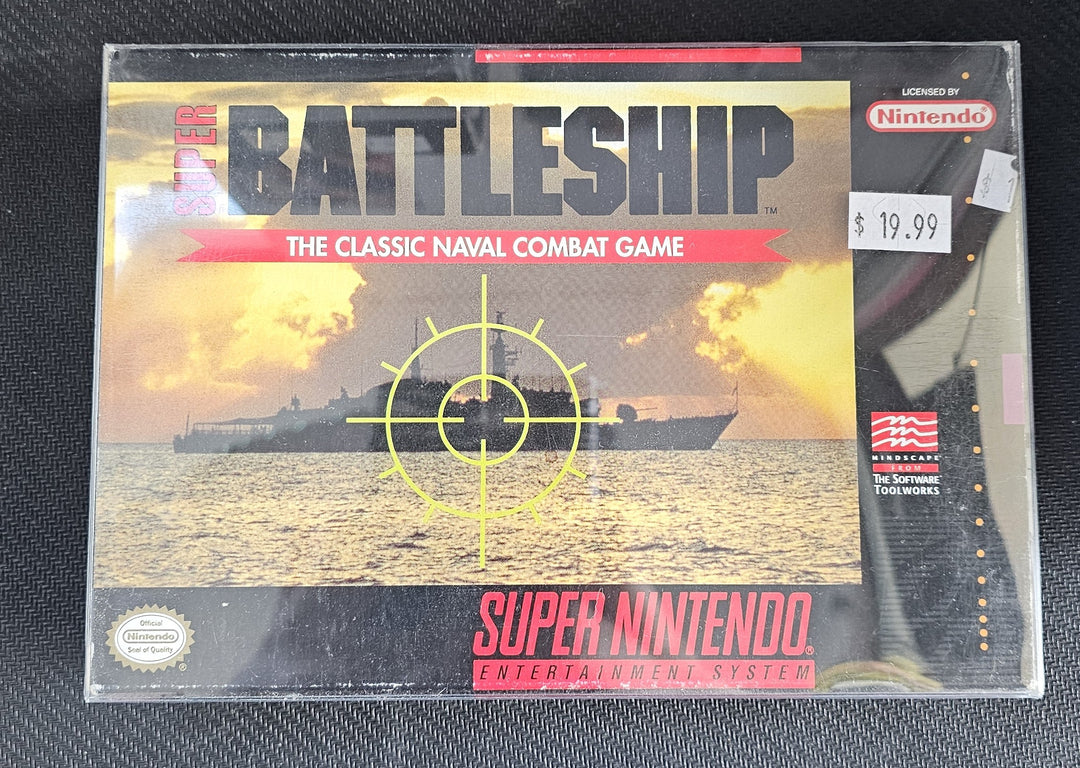 SUPER
BATTLESHIP™
THE CLASSIC NAVAL COMBAT GAME
LICENSED BY
Nintendo®
$ 19.99
MINDSCAPE®
FROM
THE SOFTWARE
TOOLWORKS
Official
Nintendo
Seal of Quality
®
SUPER NINTENDO®
ENTERTAINMENT SYSTEM